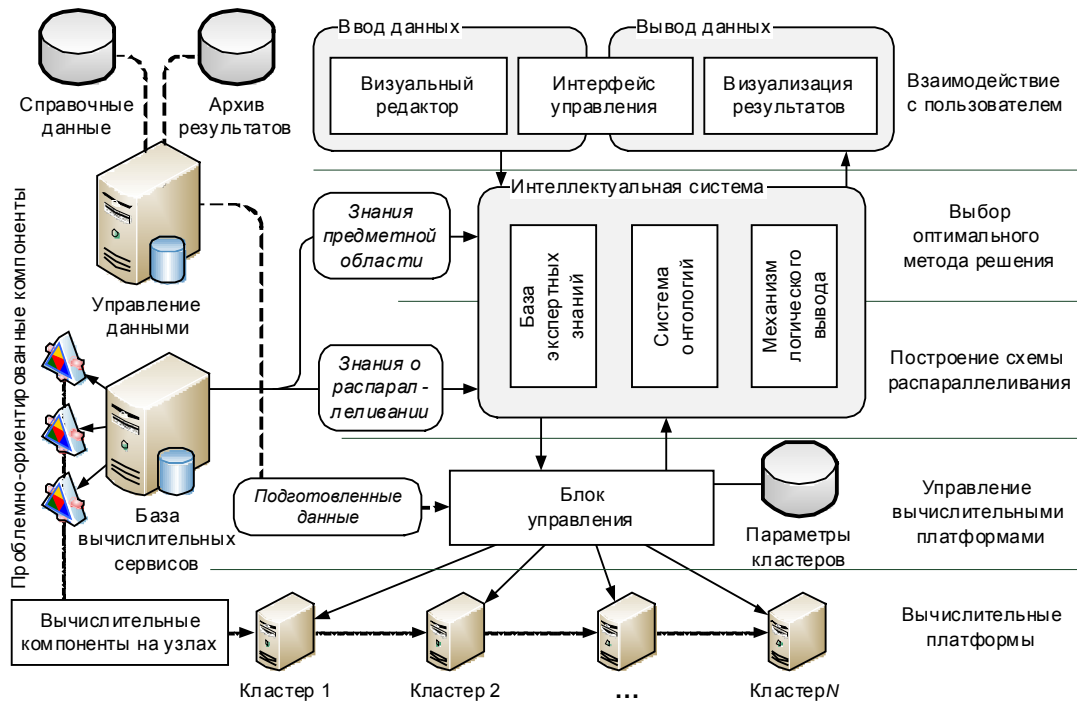 Ввод данных
Вывод данных
Визуальный
редактор
Интерфейс
управления
Визуализация
результатов
Взаимодействие
с пользователем
Справочные
данные
Архив
результатов
Интеллектуальная система
Знания
предметной
области
База
экспертных
знаний
Система
онтологий
Механизм
логического
вывода
Выбор
оптимального
метода решения
Управление
данными
Проблемно-ориентированные компоненты
Знания о
распарал-
леливании
Построение схемы
распараллеливания
База
вычислительных
сервисов
Подготовленные
данные
Блок
управления
Параметры
кластеров
Управление
вычислительными
платформами
Вычислительные
компоненты на узлах
Кластер 1
Кластер 2
...
Кластер N
Вычислительные
платформы